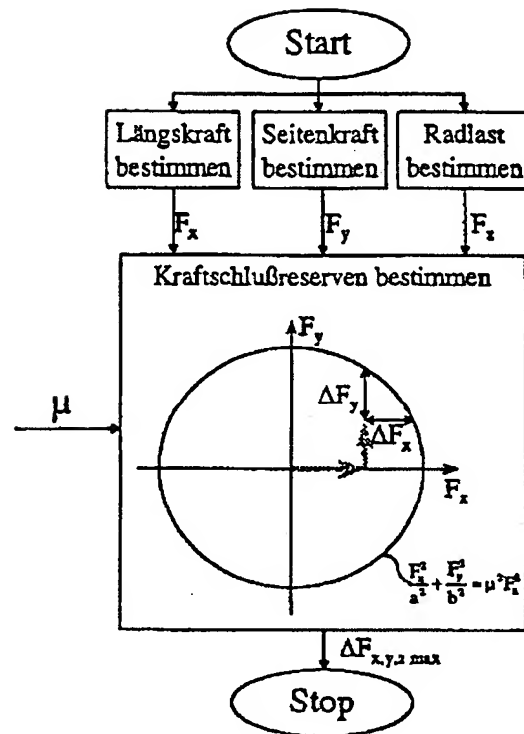 Start
Längskraft bestimmen
Seitenkraft bestimmen
Radlast bestimmen
F_x
F_y
F_z
Kraftschlußreserven bestimmen
F_y
ΔF_y
ΔF_x
μ
F_x
F_x²/a² + F_y²/b² = μ²F_z²
ΔF_x,y,z max
Stop